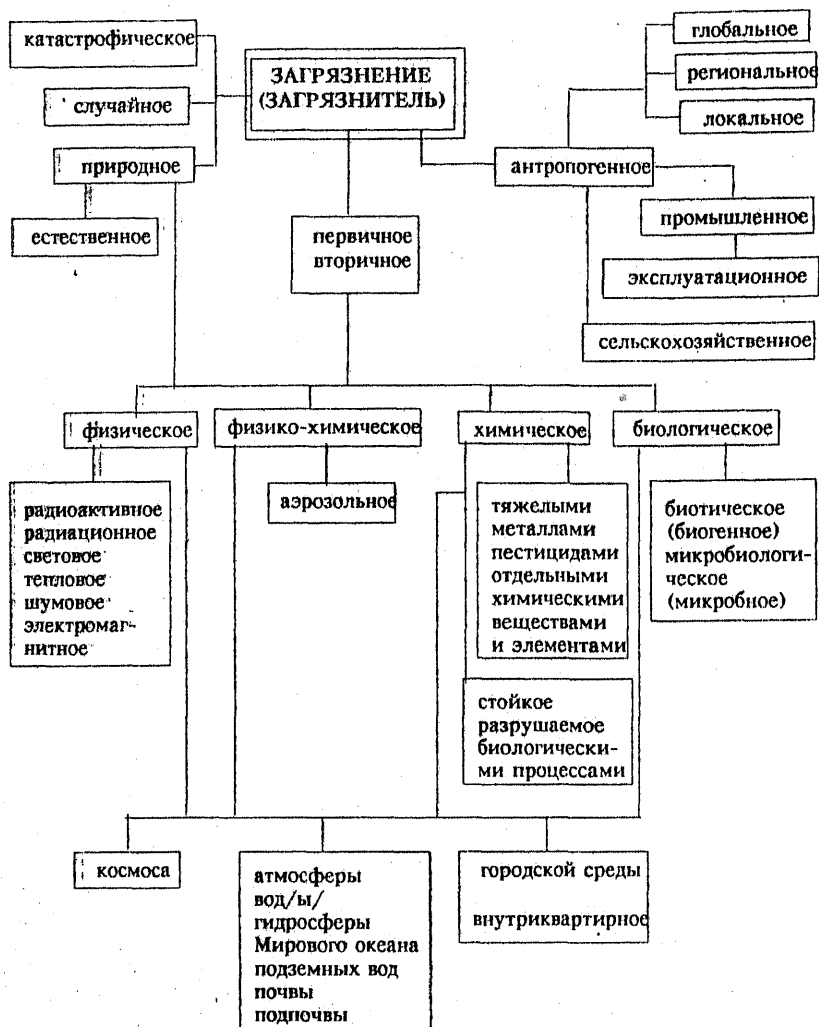 глобальное
катастрофическое
ЗАГРЯЗНЕНИЕ
(ЗАГРЯЗНИТЕЛЬ)
региональное
случайное
локальное
природное
антропогенное
естественное
первичное
вторичное
промышленное
эксплуатационное
сельскохозяйственное
физическое
физико-химическое
химическое
биологическое
радиоактивное
радиационное
световое
тепловое
шумовое
электромаг-
нитное
аэрозольное
тяжелыми
металлами
пестицидами
отдельными
химическими
веществами
и элементами
биотическое
(биогенное)
микробиологи-
ческое
(микробное)
стойкое
разрушаемое
биологически-
ми процессами
космоса
атмосферы
вод/ы/
гидросферы
Мирового океана
подземных вод
почвы
подпочвы
городской среды
внутриквартирное